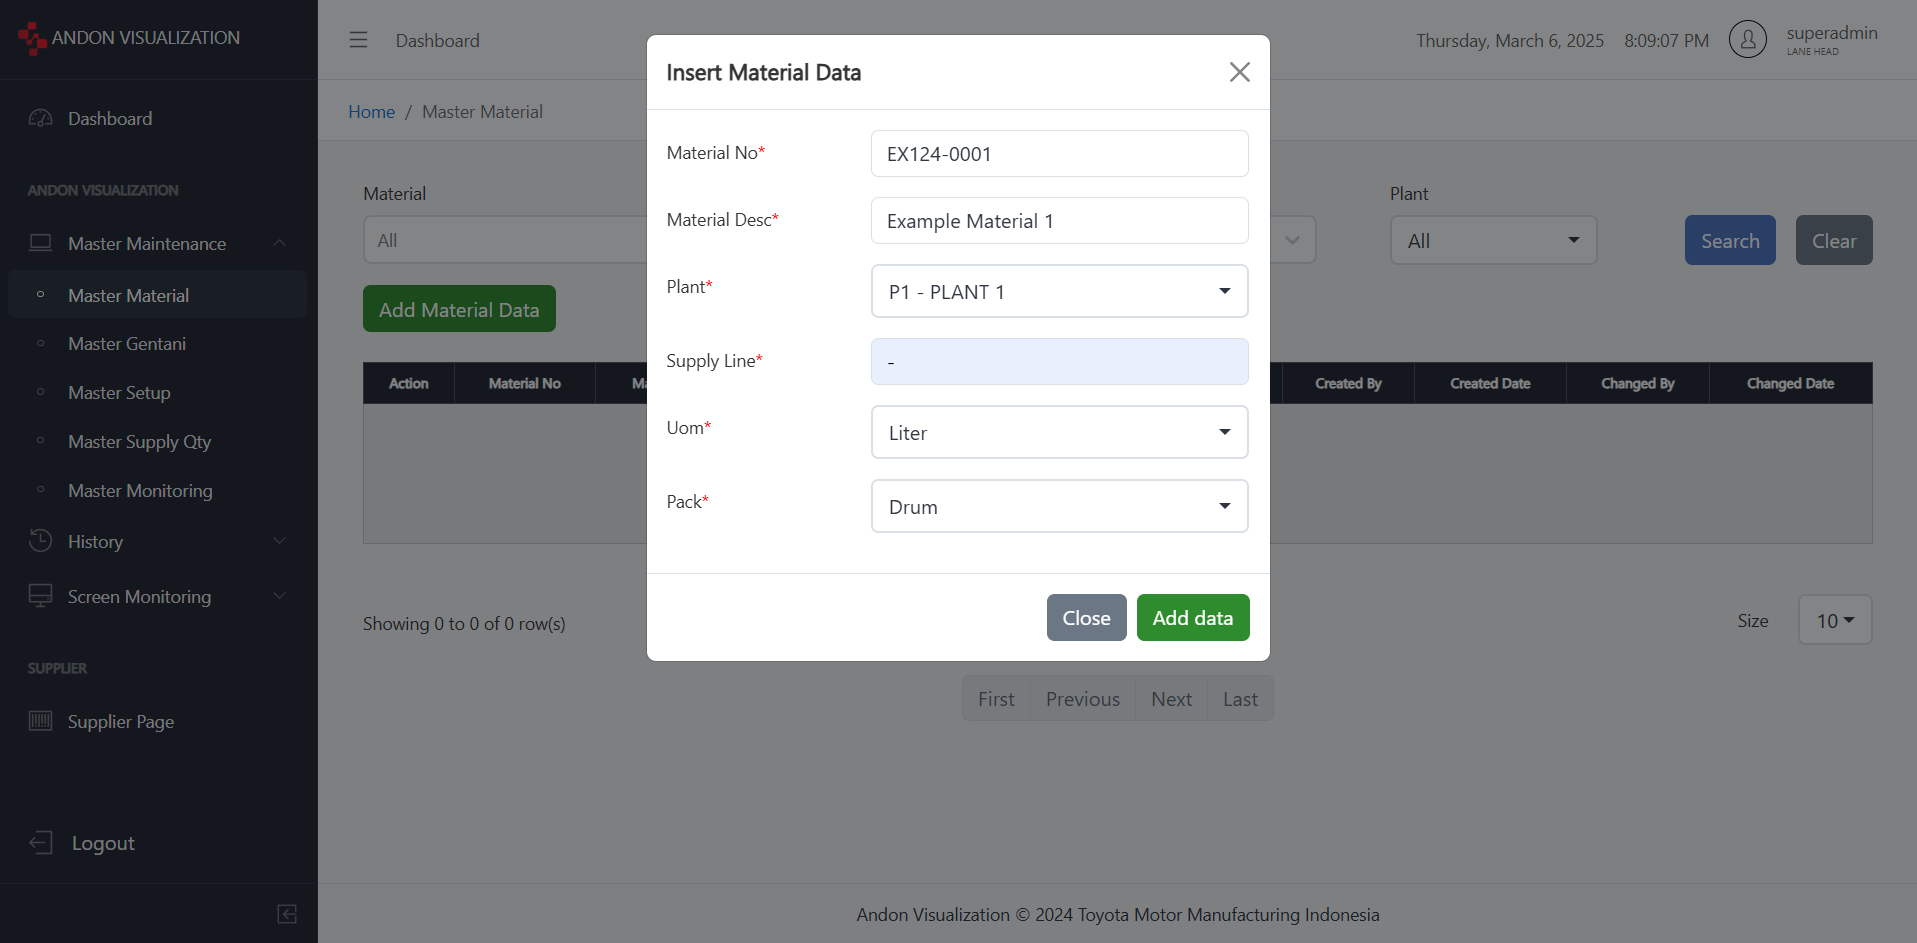 ANDON VISUALIZATION
Dashboard
ANDON VISUALIZATION
Master Maintenance
Master Material
Master Gentani
Master Setup
Master Supply Qty
Master Monitoring
History
Screen Monitoring
SUPPLIER
Supplier Page
Logout
Dashboard
Thursday, March 6, 2025 8:09:07 PM
superadmin
LANE HEAD
Home / Master Material
Material
All
Plant
All
Search
Clear
Add Material Data
Action Material No Created By Created Date Changed By Changed Date
Insert Material Data
Material No* EX124-0001
Material Desc* Example Material 1
Plant* P1 - PLANT 1
Supply Line* -
Uom* Liter
Pack* Drum
Close Add data
Showing 0 to 0 of 0 row(s)
Size 10
First Previous Next Last
Andon Visualization © 2024 Toyota Motor Manufacturing Indonesia